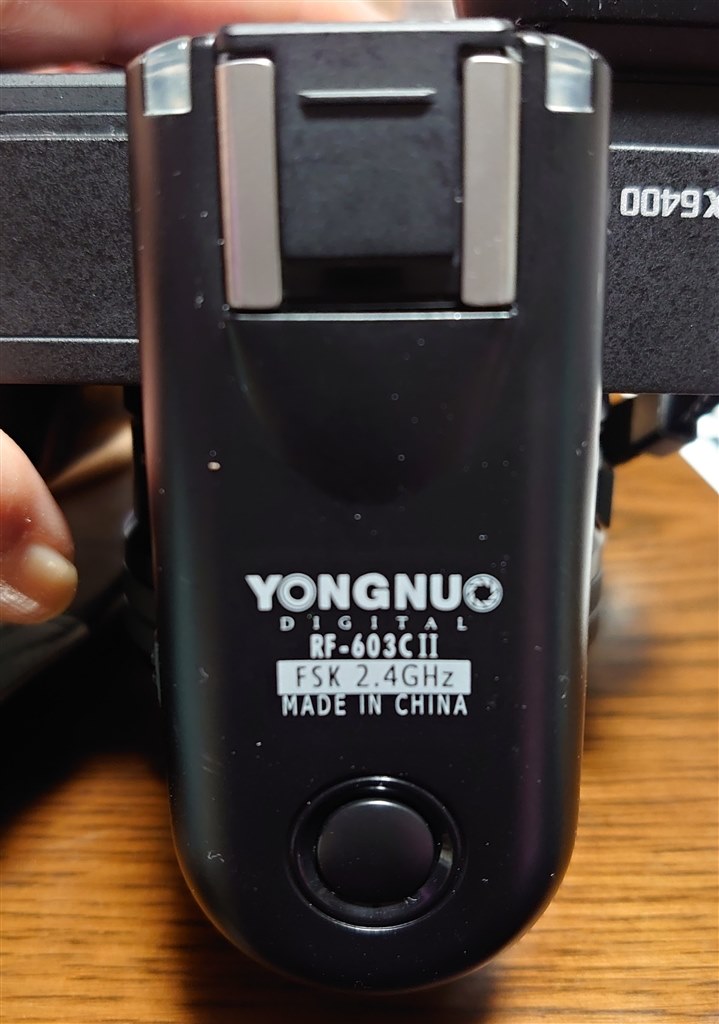 X6400
YONGNUO
DIGITAL
RF-603C II
FSK 2.4GHz
MADE IN CHINA